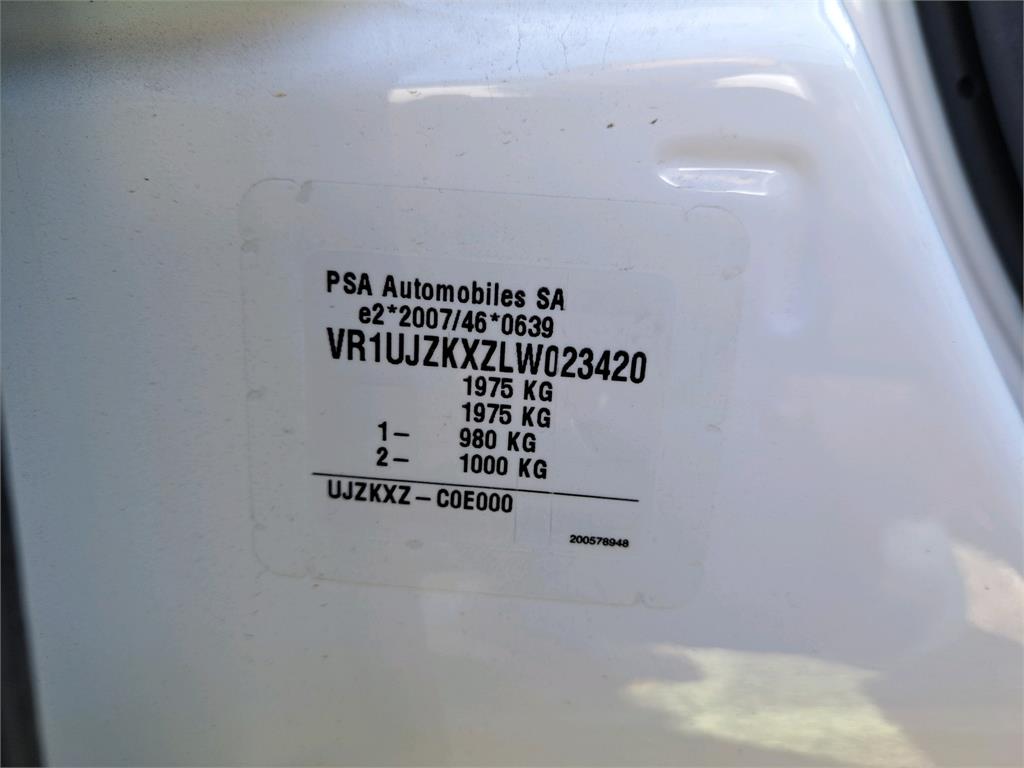 PSA Automobiles SA
e2*2007/46*0639
VR1UJZKXZLW023420
1975 KG
1975 KG
1– 980 KG
2– 1000 KG
UJZKXZ – C0E000
200578948